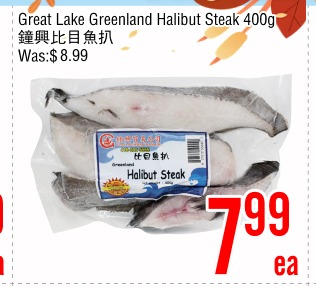 Great Lake Greenland Halibut Steak 400g
鐘興比目魚扒
Was:$8.99
比目魚扒
Greenland
Halibut Steak
7.99
ea